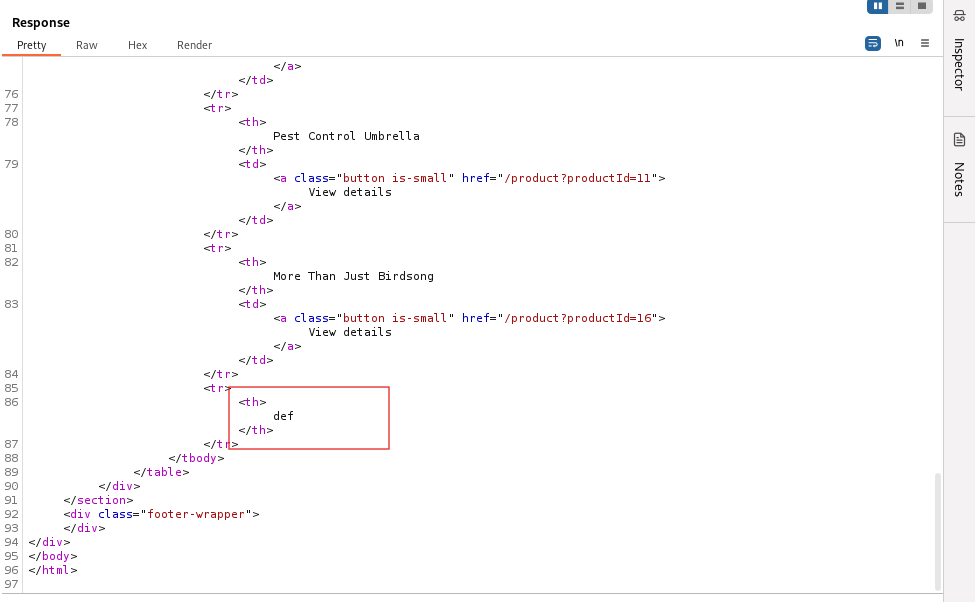 Response
Pretty Raw Hex Render \n
</a>
</td>
76 </tr>
77 <tr>
78 <th>
Pest Control Umbrella
</th>
79 <td>
<a class="button is-small" href="/product?productId=11">
View details
</a>
</td>
80 </tr>
81 <tr>
82 <th>
More Than Just Birdsong
</th>
83 <td>
<a class="button is-small" href="/product?productId=16">
View details
</a>
</td>
84 </tr>
85 <tr>
86 <th>
def
</th>
87 </tr>
88 </tbody>
89 </table>
90 </div>
91 </section>
92 <div class="footer-wrapper">
93 </div>
94 </div>
95 </body>
96 </html>
97
Inspector
Notes